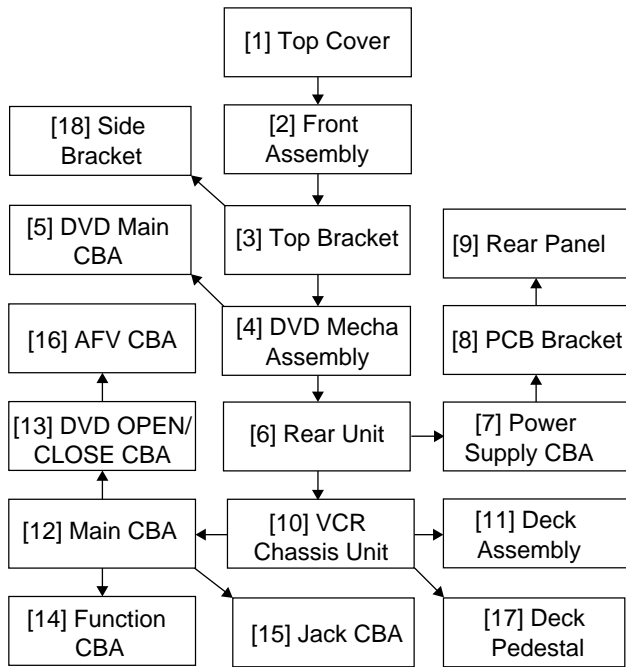 [1] Top Cover
[2] Front
Assembly
[18] Side
Bracket
[3] Top Bracket
[5] DVD Main
CBA
[9] Rear Panel
[4] DVD Mecha
Assembly
[16] AFV CBA
[8] PCB Bracket
[13] DVD OPEN/
CLOSE CBA
[6] Rear Unit
[7] Power
Supply CBA
[12] Main CBA
[10] VCR
Chassis Unit
[11] Deck
Assembly
[14] Function
CBA
[15] Jack CBA
[17] Deck
Pedestal